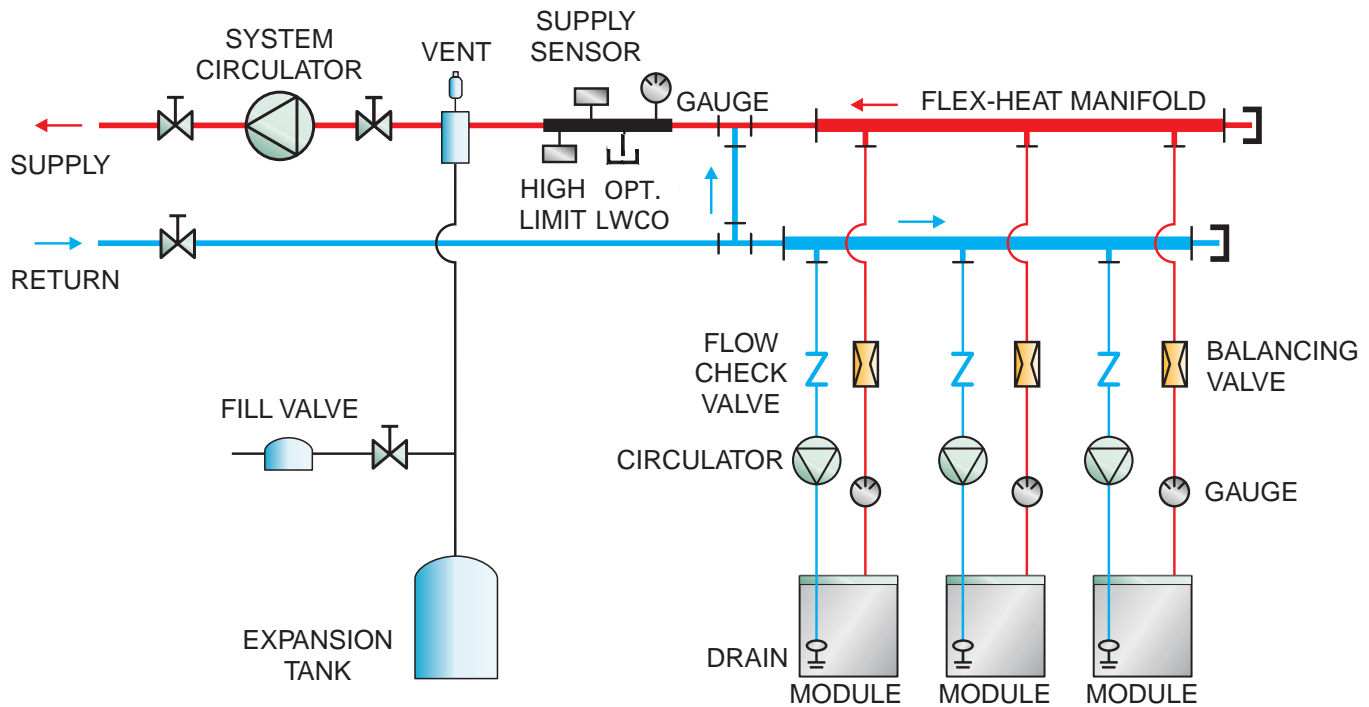 SYSTEM
CIRCULATOR
VENT
SUPPLY
SENSOR
GAUGE
FLEX-HEAT MANIFOLD
SUPPLY
HIGH
LIMIT
OPT.
LWCO
RETURN
FLOW
CHECK
VALVE
BALANCING
VALVE
FILL VALVE
CIRCULATOR
GAUGE
EXPANSION
TANK
DRAIN
MODULE
MODULE
MODULE